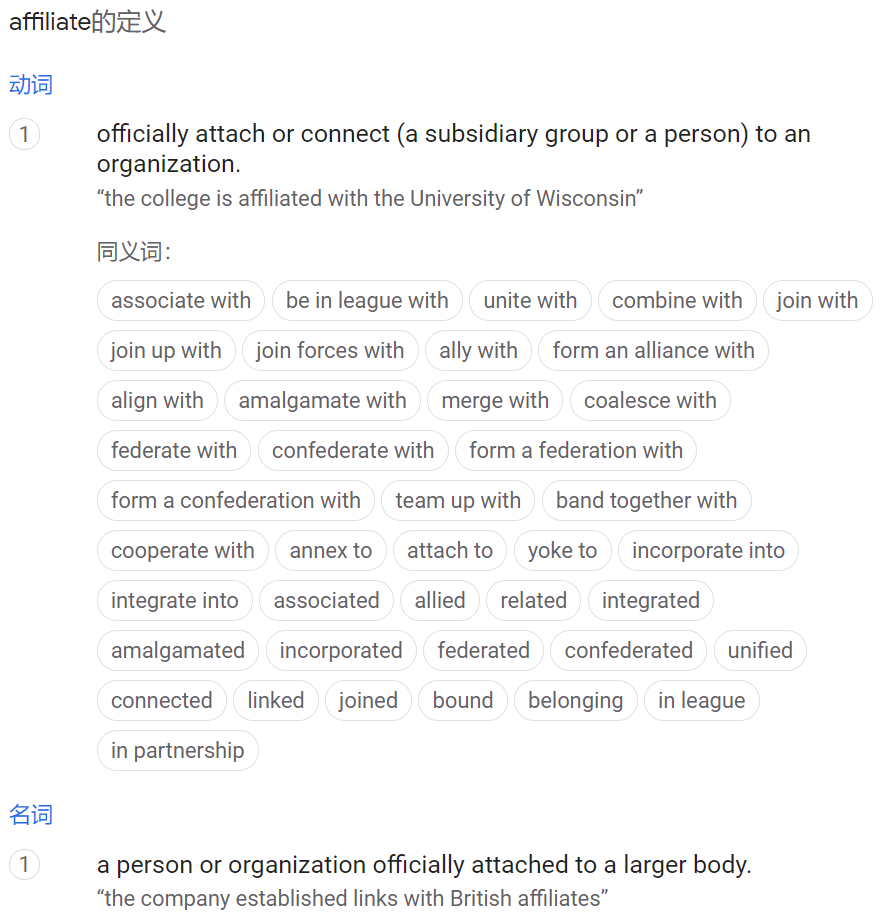 affiliate的定义
动词
1 officially attach or connect (a subsidiary group or a person) to an
organization.
“the college is affiliated with the University of Wisconsin”
同义词：
associate with be in league with unite with combine with join with
join up with join forces with ally with form an alliance with
align with amalgamate with merge with coalesce with
federate with confederate with form a federation with
form a confederation with team up with band together with
cooperate with annex to attach to yoke to incorporate into
integrate into associated allied related integrated
amalgamated incorporated federated confederated unified
connected linked joined bound belonging in league
in partnership
名词
1 a person or organization officially attached to a larger body.
“the company established links with British affiliates”